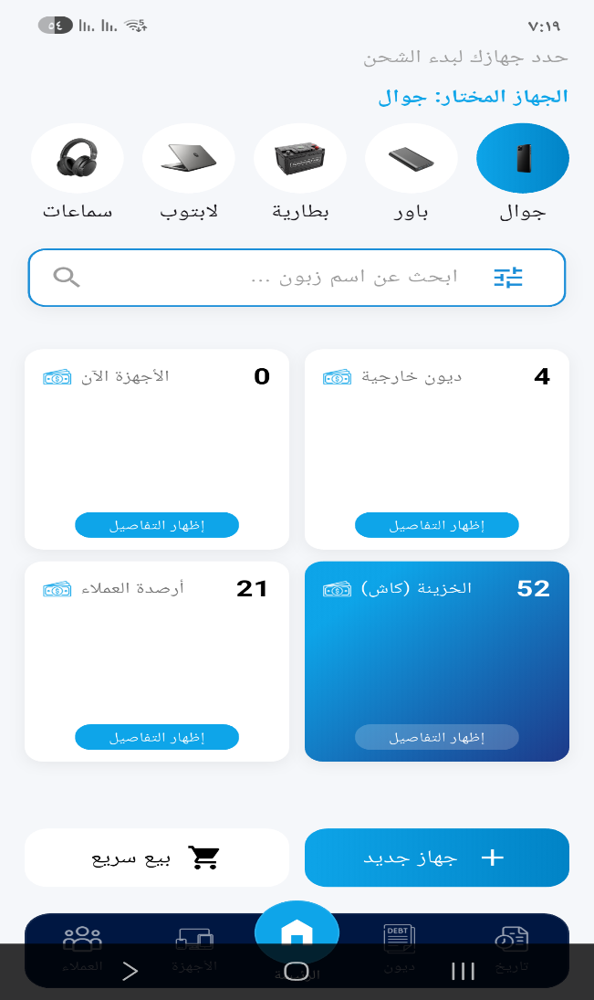 ٧:١٩ ٥٤
حدد جهازك لبدء الشحن
الجهاز المختار: جوال
جوال باور بطارية لابتوب سماعات
ابحث عن اسم زبون ...
4 ديون خارجية 0 الأجهزة الآن
إظهار التفاصيل إظهار التفاصيل
52 الخزينة (كاش) 21 أرصدة العملاء
إظهار التفاصيل إظهار التفاصيل
جهاز جديد بيع سريع
DEBT
تاريخ ديون الرئيسة الأجهزة العملاء